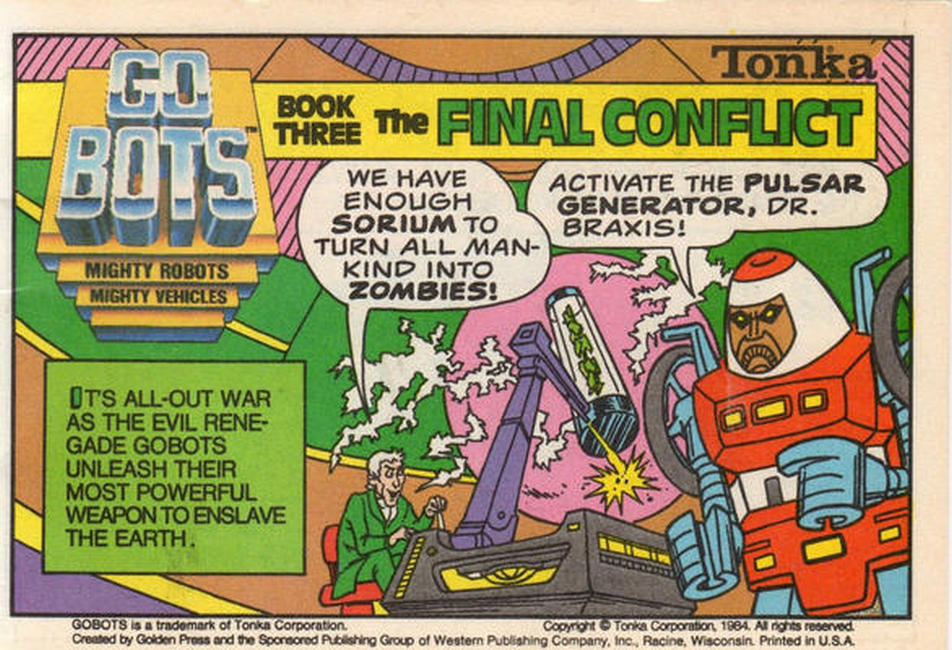 Tonka
GO
BOTS™
MIGHTY ROBOTS
MIGHTY VEHICLES
BOOK
THREE The FINAL CONFLICT
WE HAVE
ENOUGH
SORIUM TO
TURN ALL MAN-
KIND INTO
ZOMBIES!
ACTIVATE THE PULSAR
GENERATOR, DR.
BRAXIS!
IT'S ALL-OUT WAR
AS THE EVIL RENE-
GADE GOBOTS
UNLEASH THEIR
MOST POWERFUL
WEAPON TO ENSLAVE
THE EARTH.
GOBOTS is a trademark of Tonka Corporation.
Copyright © Tonka Corporation, 1984. All rights reserved.
Created by Golden Press and the Sponsored Publishing Group of Western Publishing Company, Inc., Racine, Wisconsin. Printed in U.S.A.